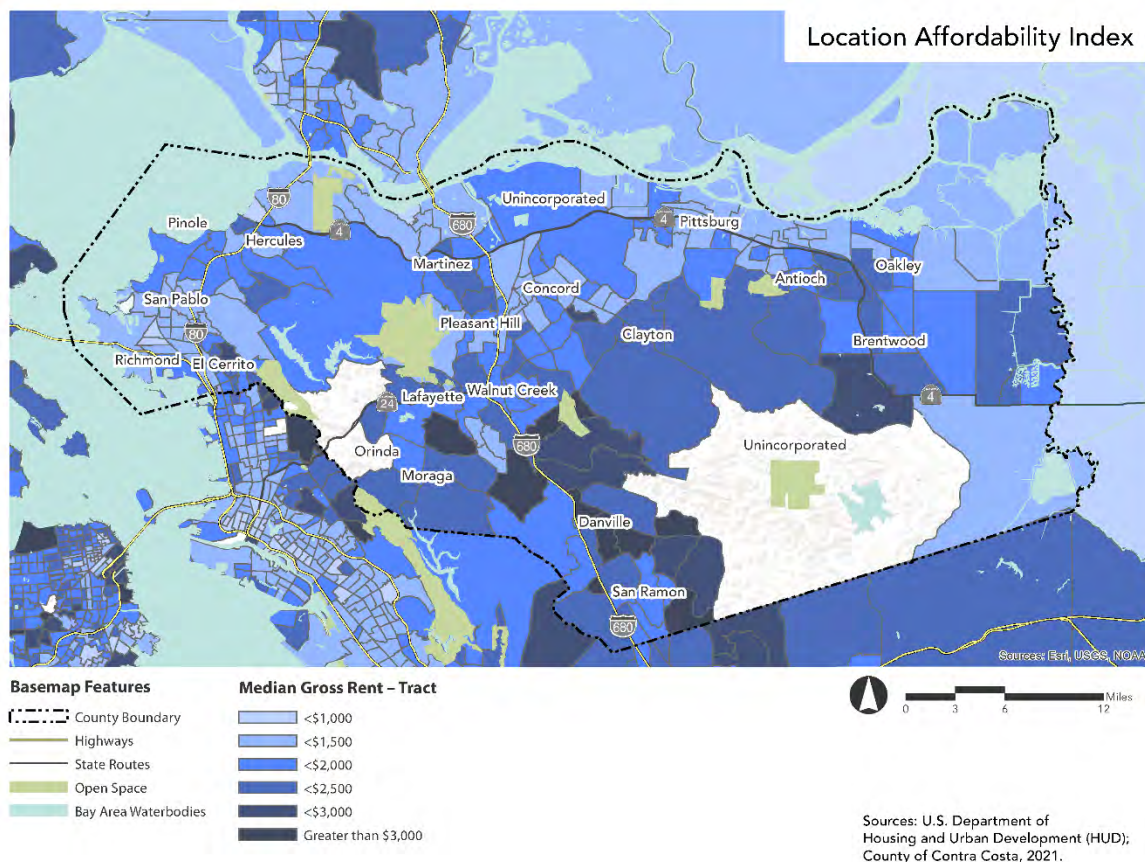 Location Affordability Index
Unincorporated
80
Pinole
680
4
Pittsburg
4
Hercules
Martinez
Oakley
Antioch
Concord
San Pablo
Pleasant Hill
80
Clayton
Brentwood
Richmond
El Cerrito
Walnut Creek
Lafayette
24
4
Unincorporated
680
Orinda
Moraga
Danville
San Ramon
680
Sources: Esri, USGS, NOAA
Basemap Features
County Boundary
Highways
State Routes
Open Space
Bay Area Waterbodies
Median Gross Rent – Tract
<$1,000
<$1,500
<$2,000
<$2,500
<$3,000
Greater than $3,000
Miles
0 3 6 12
Sources: U.S. Department of
Housing and Urban Development (HUD);
County of Contra Costa, 2021.